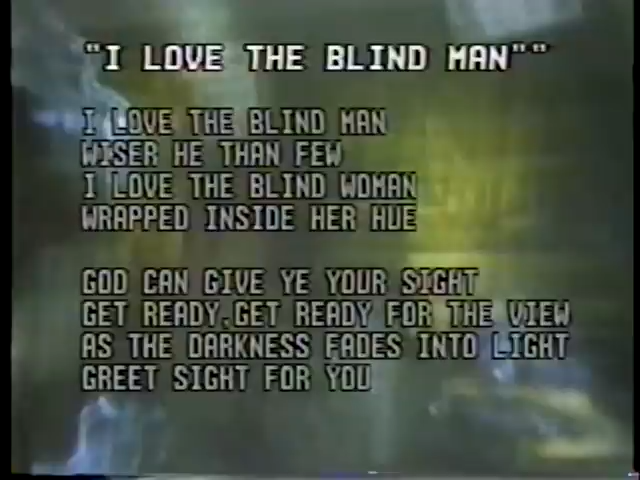 "I LOVE THE BLIND MAN""
I LOVE THE BLIND MAN
WISER HE THAN FEW
I LOVE THE BLIND WOMAN
WRAPPED INSIDE HER HUE
GOD CAN GIVE YE YOUR SIGHT
GET READY,GET READY FOR THE VIEW
AS THE DARKNESS FADES INTO LIGHT
GREET SIGHT FOR YOU